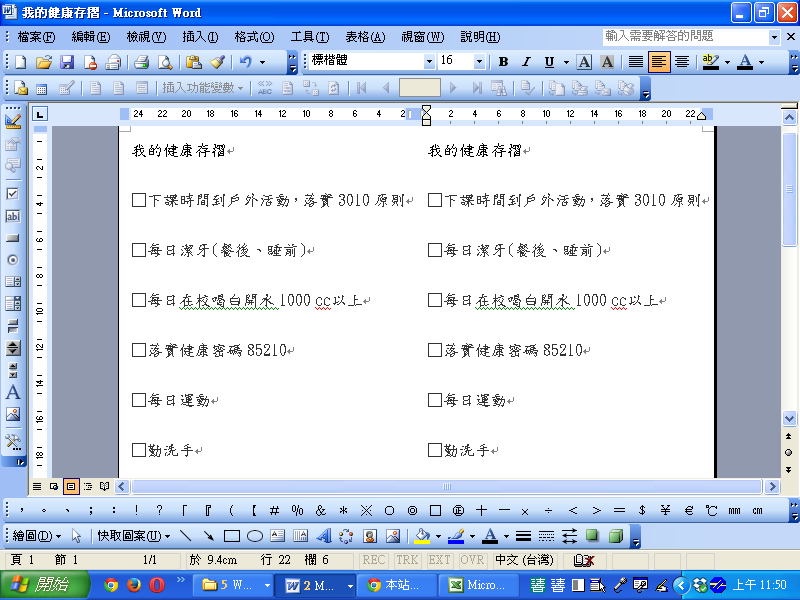 我的健康存摺 - Microsoft Word
檔案(F) 編輯(E) 檢視(V) 插入(I) 格式(O) 工具(T) 表格(A) 視窗(W) 說明(H) 輸入需要解答的問題
標楷體 16 B I U A A ab A
插入功能變數
24 22 20 18 16 14 12 10 8 6 4 2 2 4 6 8 10 12 14 16 18 20 22
我的健康存摺 我的健康存摺
□下課時間到戶外活動,落實 3010 原則 □下課時間到戶外活動,落實 3010 原則
□每日潔牙(餐後、睡前) □每日潔牙(餐後、睡前)
□每日在校喝白開水 1000 cc以上 □每日在校喝白開水 1000 cc以上
□落實健康密碼 85210 □落實健康密碼 85210
□每日運動 □每日運動
□勤洗手 □勤洗手
2 4 6 8 10 12 14 16 18
, 。 、 ; : ! ? 「 『 ( 【 # % & * ※ ○ ◎ □ ㊣ + - × ÷ < > = $ ¥ € ℃ mm cm
繪圖(D) 快取圖案(U)
頁 1 節 1 1/1 於 9.4cm 行 22 欄 6 REC TRK EXT OVR 中文 (台灣)
開始 5 W... 2 M... 本站... Micro... 上午 11:50